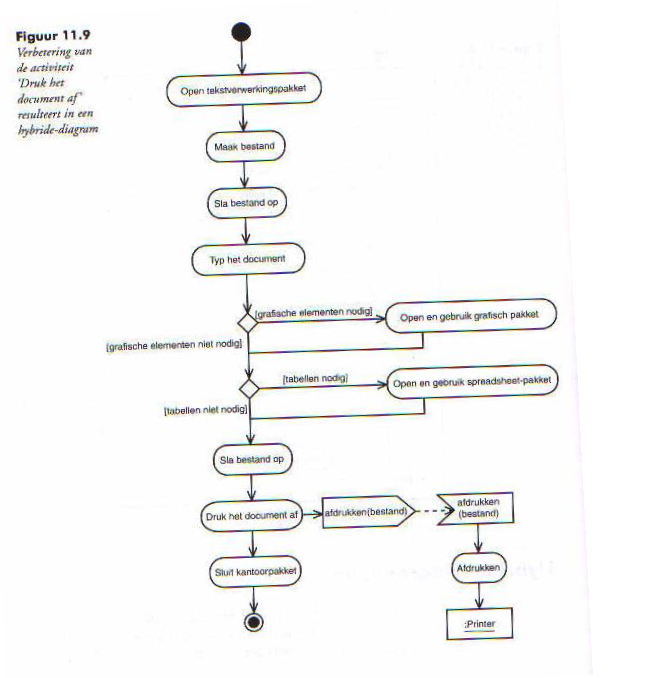 Figuur 11.9
Verbetering van
de activiteit
'Druk het
document af'
resulteert in een
hybride-diagram
Open tekstverwerkingspakket
Maak bestand
Sla bestand op
Typ het document
[grafische elementen nodig]
Open en gebruik grafisch pakket
[grafische elementen niet nodig]
[tabellen nodig]
Open en gebruik spreadsheet-pakket
[tabellen niet nodig]
Sla bestand op
Druk het document af
afdrukken(bestand)
afdrukken
(bestand)
Sluit kantoorpakket
Afdrukken
:Printer